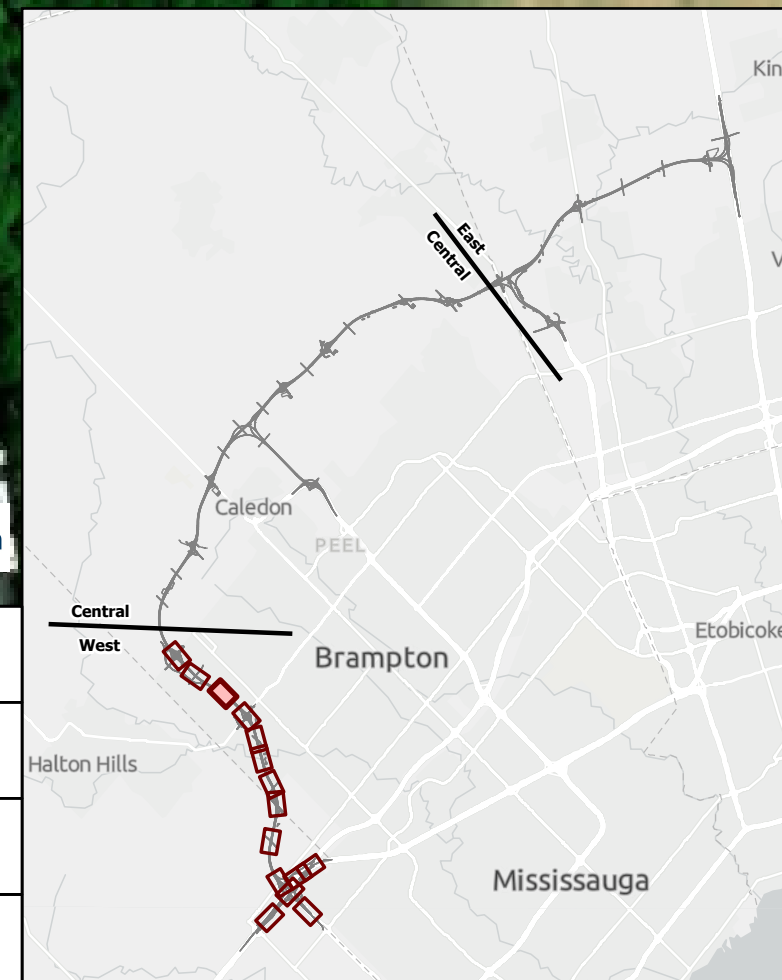 Kin
East
Central
V
Caledon
PEEL
Central
West
Etobicoke
Brampton
Halton Hills
Mississauga